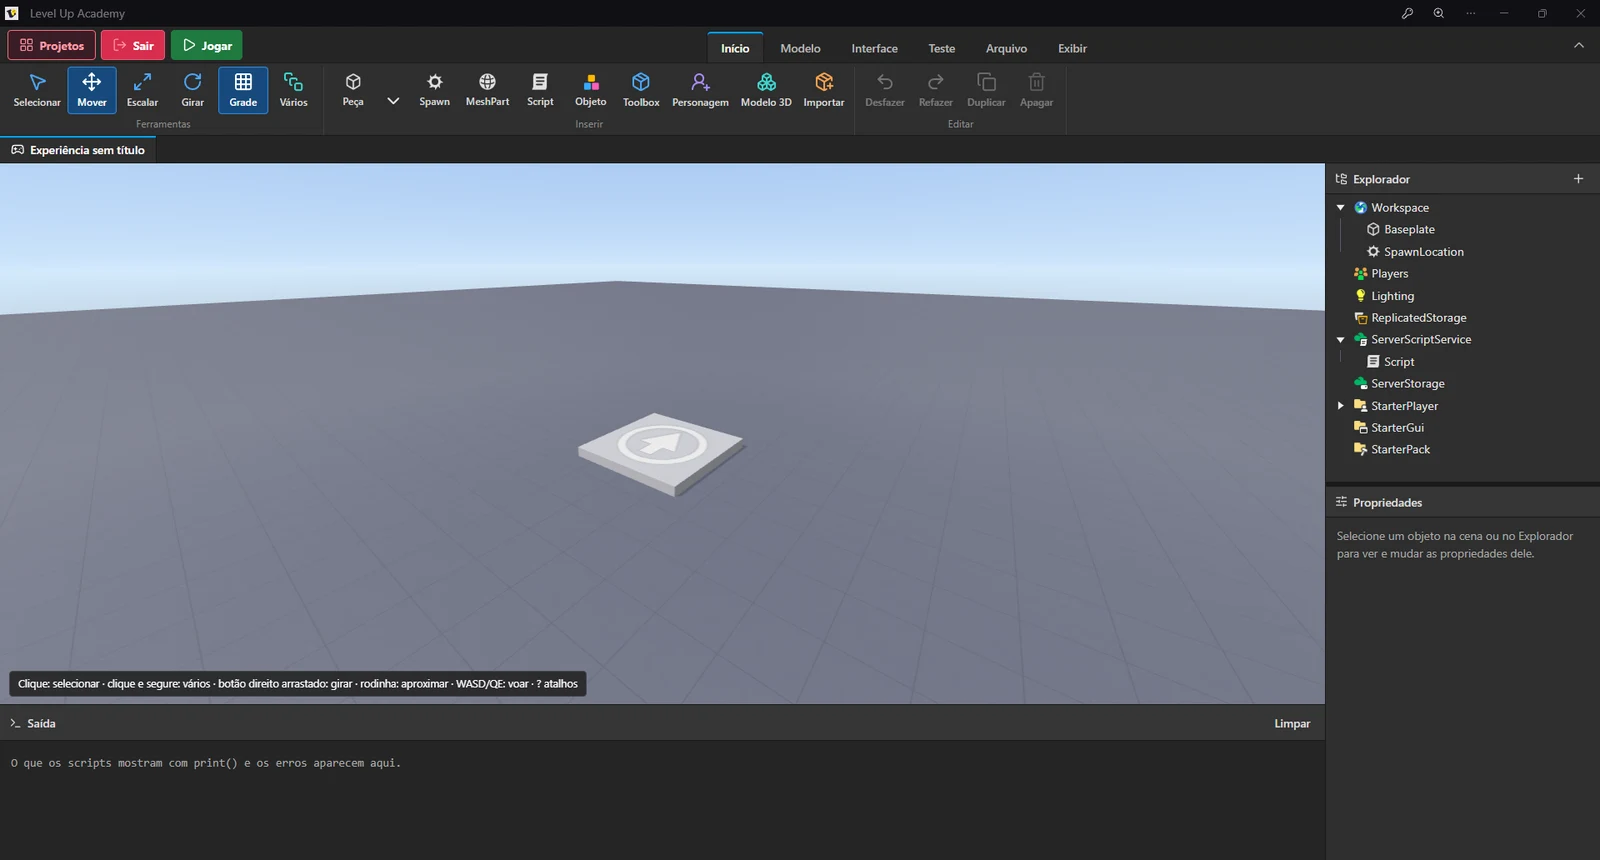 Level Up Academy
Projetos
Sair
Jogar
Início
Modelo
Interface
Teste
Arquivo
Exibir
Selecionar
Mover
Escalar
Girar
Grade
Vários
Peça
Spawn
MeshPart
Script
Objeto
Toolbox
Personagem
Modelo 3D
Importar
Desfazer
Refazer
Duplicar
Apagar
Ferramentas
Inserir
Editar
Experiência sem título
Explorador
Workspace
Baseplate
SpawnLocation
Players
Lighting
ReplicatedStorage
ServerScriptService
Script
ServerStorage
StarterPlayer
StarterGui
StarterPack
Propriedades
Selecione um objeto na cena ou no Explorador
para ver e mudar as propriedades dele.
Clique: selecionar · clique e segure: vários · botão direito arrastado: girar · rodinha: aproximar · WASD/QE: voar · ? atalhos
Saída
Limpar
O que os scripts mostram com print() e os erros aparecem aqui.